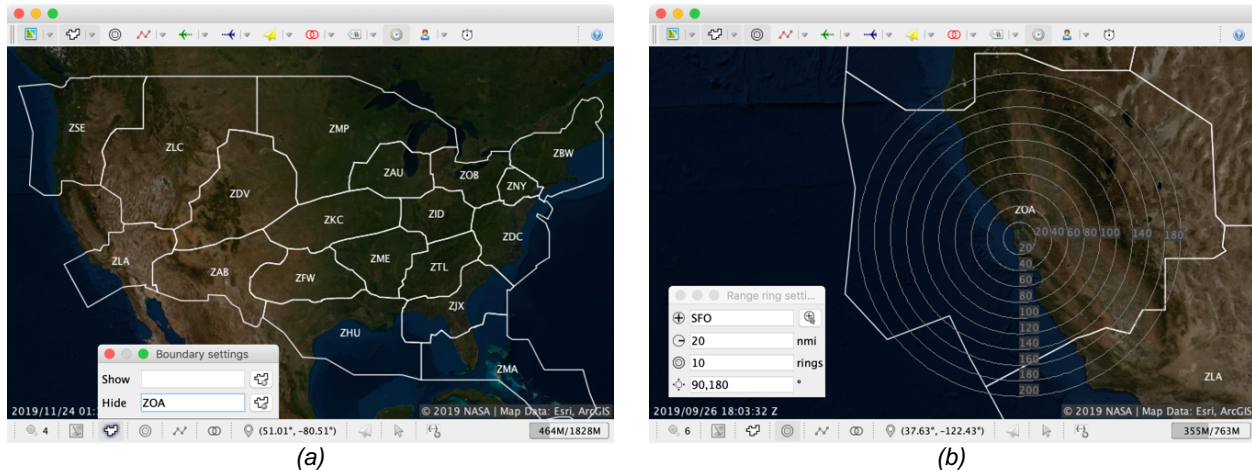 ZSE
ZMP
ZLC
ZBW
ZAU
ZOB
ZNY
ZDV
ZKC
ZID
ZDC
ZLA
ZAB
ZFW
ZME
ZTL
ZJX
ZHU
ZMA
Boundary settings
Show
Hide ZOA
2019/11/24 01:
© 2019 NASA | Map Data: Esri, ArcGIS
4
(51.01°, -80.51°)
464M/1828M
(a)
ZOA
20 40 60 80 100 140 180
20
40
60
80
100
120
140
160
180
200
Range ring setti...
SFO
20 nmi
10 rings
90,180 °
ZLA
2019/09/26 18:03:32 Z
© 2019 NASA | Map Data: Esri, ArcGIS
6
(37.63°, -122.43°)
355M/763M
(b)